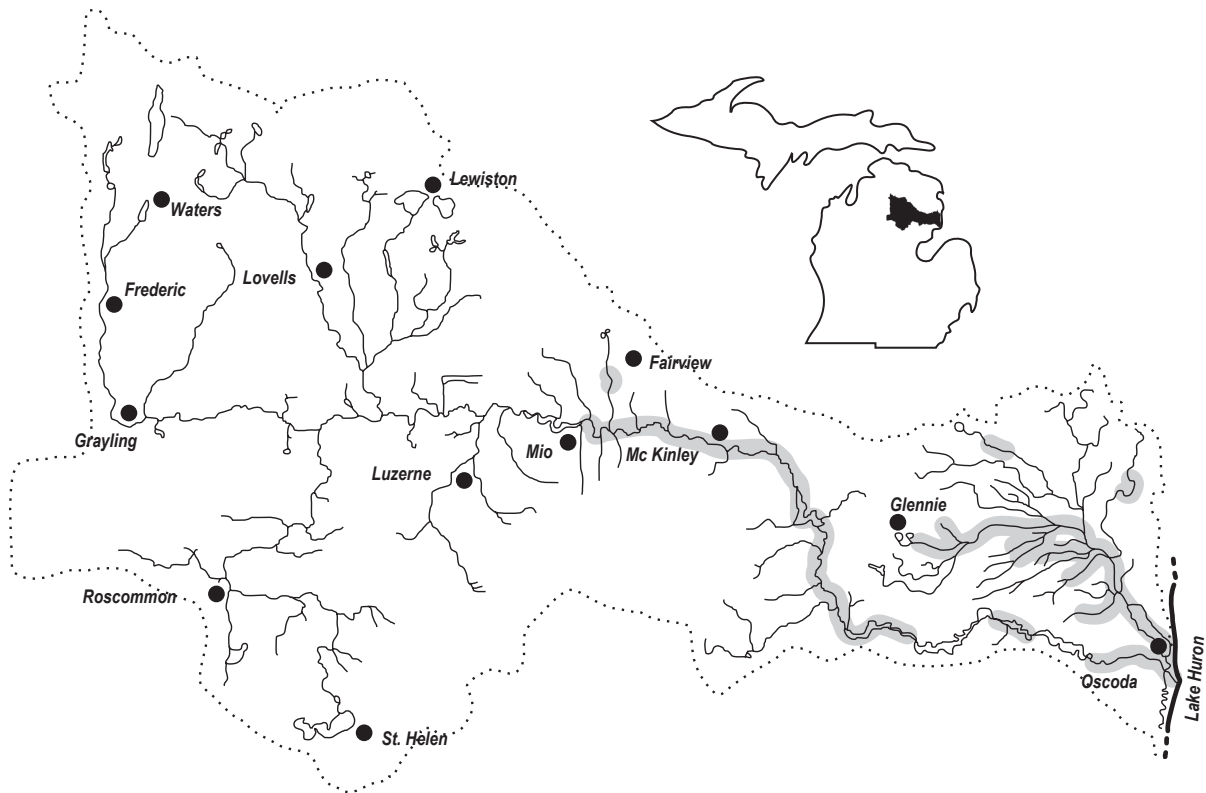 Lewiston
Waters
Lovells
Frederic
Fairview
Grayling
Mio
Mc Kinley
Luzerne
Glennie
Roscommon
Oscoda
Lake Huron
St. Helen